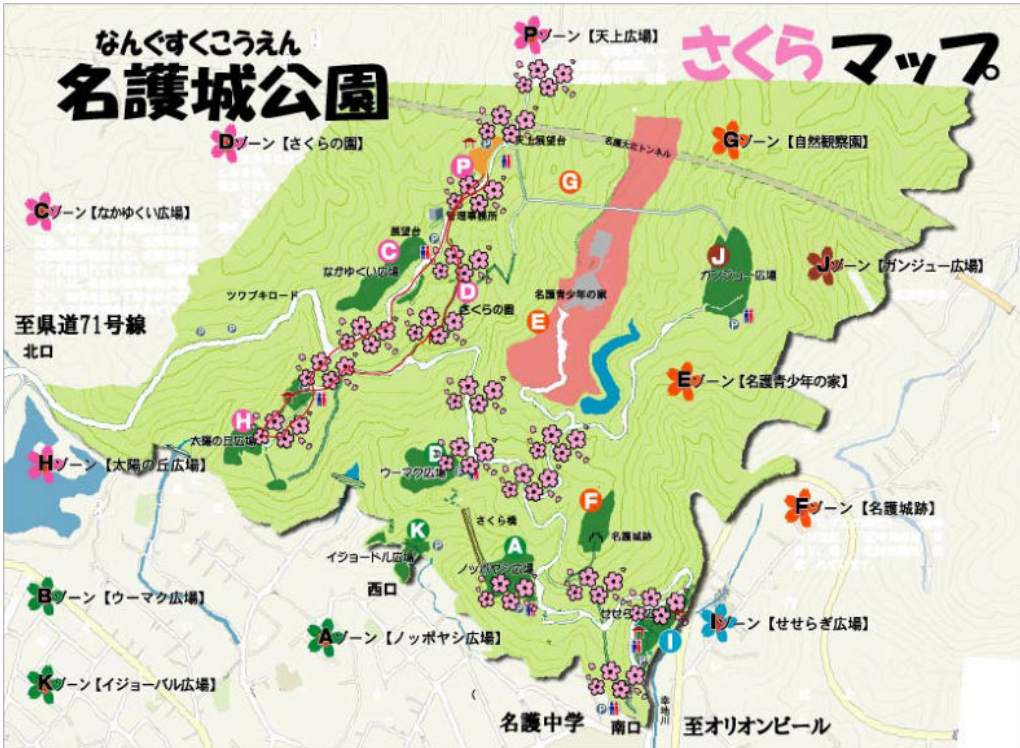 なんぐすくこうえん
名護城公園
さくらマップ
Pゾーン【天上広場】
Dゾーン【さくらの園】
Gゾーン【自然観察園】
Cゾーン【なかゆくい広場】
Jゾーン【ガンジュー広場】
Eゾーン【名護青少年の家】
Hゾーン【太陽の丘広場】
Fゾーン【名護城跡】
Bゾーン【ウーマク広場】
Aゾーン【ノッポヤシ広場】
Iゾーン【せせらぎ広場】
Kゾーン【イジョーバル広場】
天上展望台
P
P
名護大北トンネル
G
管理事務所
展望台
P
C
なかゆくい広場
J
ガンジュー広場
P
D
さくらの園
名護青少年の家
E
ツワブキロード
P
P
至県道71号線
北口
H
太陽の丘広場
ウーマク広場
F
名護城跡
さくら橋
K
P
イジョードル広場
西口
A
ノッポヤシ広場
せせら
I
P
南口
名護中学
幸地川
至オリオンビール